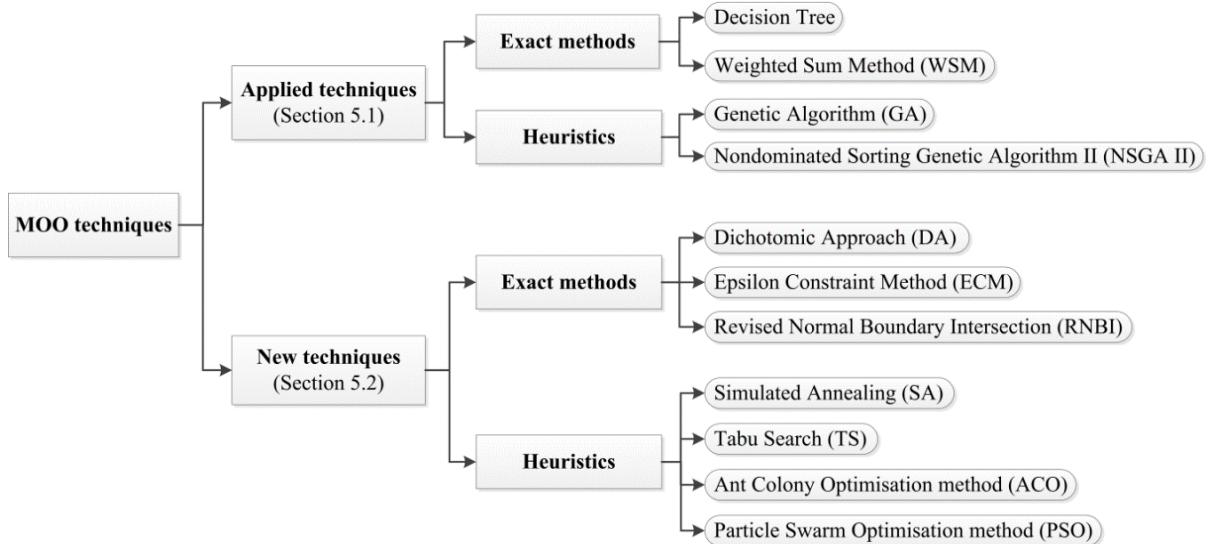 MOO techniques
Applied techniques
(Section 5.1)
Exact methods
Decision Tree
Weighted Sum Method (WSM)
Heuristics
Genetic Algorithm (GA)
Nondominated Sorting Genetic Algorithm II (NSGA II)
New techniques
(Section 5.2)
Exact methods
Dichotomic Approach (DA)
Epsilon Constraint Method (ECM)
Revised Normal Boundary Intersection (RNBI)
Heuristics
Simulated Annealing (SA)
Tabu Search (TS)
Ant Colony Optimisation method (ACO)
Particle Swarm Optimisation method (PSO)